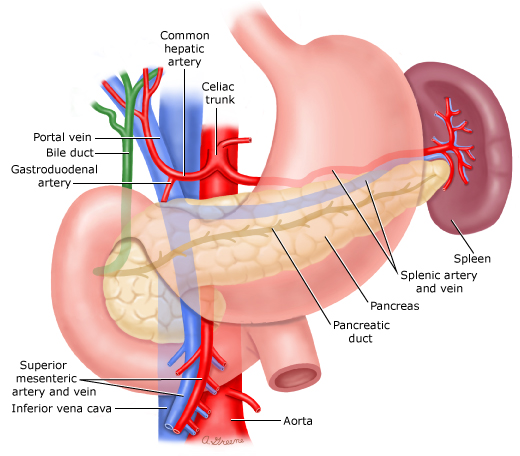 Common
hepatic
artery
Celiac
trunk
Portal vein
Bile duct
Gastroduodenal
artery
Spleen
Splenic artery
and vein
Pancreas
Pancreatic
duct
Superior
mesenteric
artery and vein
Inferior vena cava
Aorta
A. Greene